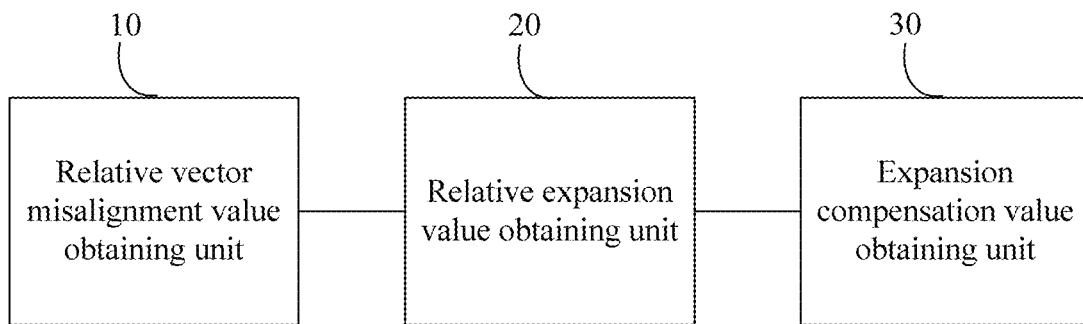 10
20
30
Relative vector
misalignment value
obtaining unit
Relative expansion
value obtaining unit
Expansion
compensation value
obtaining unit